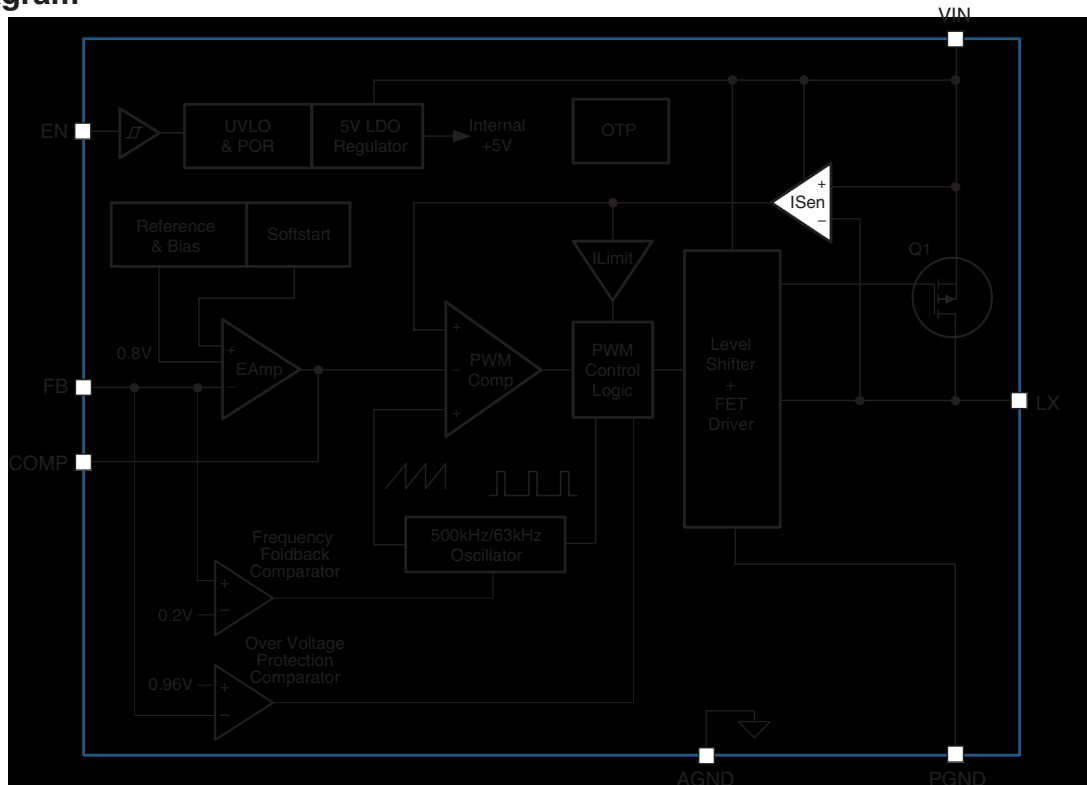 VIN
EN
UVLO
& POR
5V LDO
Regulator
Internal
+5V
OTP
+
ISen
−
Reference
& Bias
Softstart
ILimit
Q1
0.8V
+
EAmp
−
+
−
PWM
Comp
+
PWM
Control
Logic
Level
Shifter
+
FET
Driver
FB
LX
COMP
500kHz/63kHz
Oscillator
Frequency
Foldback
Comparator
+
−
0.2V
Over Voltage
Protection
Comparator
0.96V
+
−
AGND
PGND